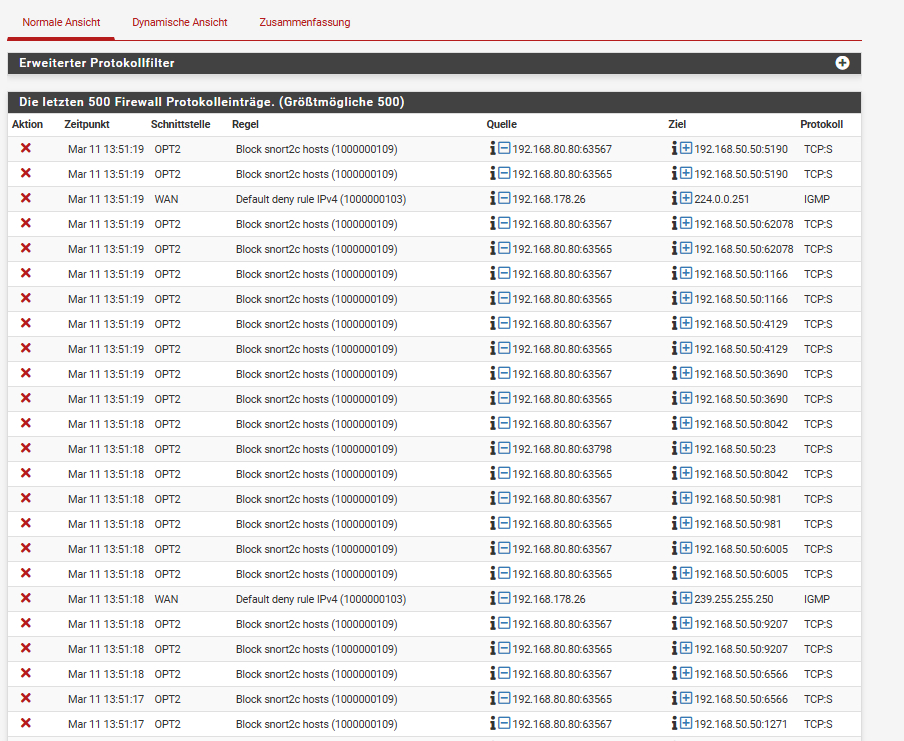 Normale Ansicht Dynamische Ansicht Zusammenfassung
Erweiterter Protokollfilter
Die letzten 500 Firewall Protokolleinträge. (Größtmögliche 500)
Aktion Zeitpunkt Schnittstelle Regel Quelle Ziel Protokoll
Mar 11 13:51:19 OPT2 Block snort2c hosts (1000000109) 192.168.80.80:63567 192.168.50.50:5190 TCP:S
Mar 11 13:51:19 OPT2 Block snort2c hosts (1000000109) 192.168.80.80:63565 192.168.50.50:5190 TCP:S
Mar 11 13:51:19 WAN Default deny rule IPv4 (1000000103) 192.168.178.26 224.0.0.251 IGMP
Mar 11 13:51:19 OPT2 Block snort2c hosts (1000000109) 192.168.80.80:63567 192.168.50.50:62078 TCP:S
Mar 11 13:51:19 OPT2 Block snort2c hosts (1000000109) 192.168.80.80:63565 192.168.50.50:62078 TCP:S
Mar 11 13:51:19 OPT2 Block snort2c hosts (1000000109) 192.168.80.80:63567 192.168.50.50:1166 TCP:S
Mar 11 13:51:19 OPT2 Block snort2c hosts (1000000109) 192.168.80.80:63565 192.168.50.50:1166 TCP:S
Mar 11 13:51:19 OPT2 Block snort2c hosts (1000000109) 192.168.80.80:63567 192.168.50.50:4129 TCP:S
Mar 11 13:51:19 OPT2 Block snort2c hosts (1000000109) 192.168.80.80:63565 192.168.50.50:4129 TCP:S
Mar 11 13:51:19 OPT2 Block snort2c hosts (1000000109) 192.168.80.80:63567 192.168.50.50:3690 TCP:S
Mar 11 13:51:19 OPT2 Block snort2c hosts (1000000109) 192.168.80.80:63565 192.168.50.50:3690 TCP:S
Mar 11 13:51:18 OPT2 Block snort2c hosts (1000000109) 192.168.80.80:63567 192.168.50.50:8042 TCP:S
Mar 11 13:51:18 OPT2 Block snort2c hosts (1000000109) 192.168.80.80:63798 192.168.50.50:23 TCP:S
Mar 11 13:51:18 OPT2 Block snort2c hosts (1000000109) 192.168.80.80:63565 192.168.50.50:8042 TCP:S
Mar 11 13:51:18 OPT2 Block snort2c hosts (1000000109) 192.168.80.80:63567 192.168.50.50:981 TCP:S
Mar 11 13:51:18 OPT2 Block snort2c hosts (1000000109) 192.168.80.80:63565 192.168.50.50:981 TCP:S
Mar 11 13:51:18 OPT2 Block snort2c hosts (1000000109) 192.168.80.80:63567 192.168.50.50:6005 TCP:S
Mar 11 13:51:18 OPT2 Block snort2c hosts (1000000109) 192.168.80.80:63565 192.168.50.50:6005 TCP:S
Mar 11 13:51:18 WAN Default deny rule IPv4 (1000000103) 192.168.178.26 239.255.255.250 IGMP
Mar 11 13:51:18 OPT2 Block snort2c hosts (1000000109) 192.168.80.80:63567 192.168.50.50:9207 TCP:S
Mar 11 13:51:18 OPT2 Block snort2c hosts (1000000109) 192.168.80.80:63565 192.168.50.50:9207 TCP:S
Mar 11 13:51:18 OPT2 Block snort2c hosts (1000000109) 192.168.80.80:63567 192.168.50.50:6566 TCP:S
Mar 11 13:51:17 OPT2 Block snort2c hosts (1000000109) 192.168.80.80:63565 192.168.50.50:6566 TCP:S
Mar 11 13:51:17 OPT2 Block snort2c hosts (1000000109) 192.168.80.80:63567 192.168.50.50:1271 TCP:S